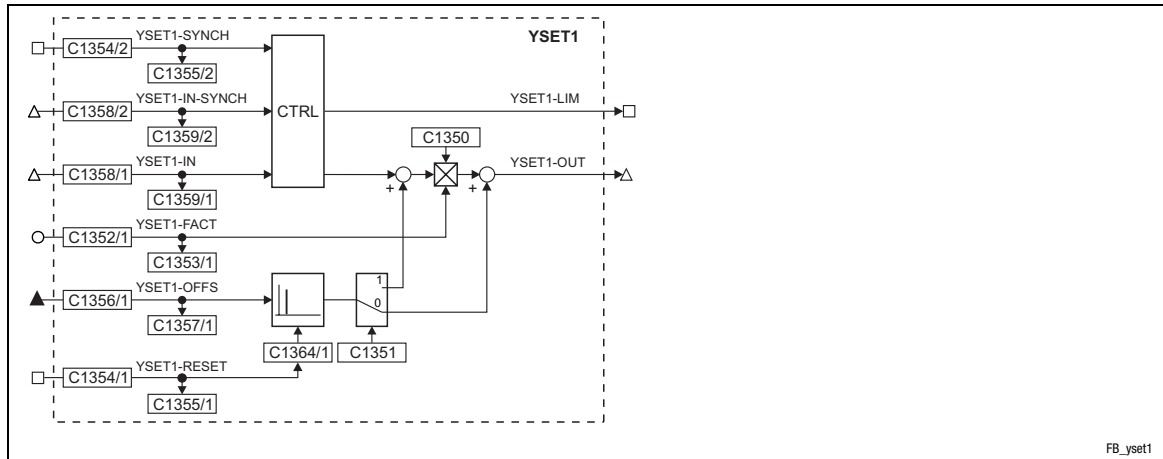 YSET1
C1354/2
YSET1-SYNCH
C1355/2
C1358/2
YSET1-IN-SYNCH
CTRL
YSET1-LIM
C1359/2
C1350
C1358/1
YSET1-IN
YSET1-OUT
+
+
C1359/1
C1352/1
YSET1-FACT
C1353/1
C1356/1
YSET1-OFFS
1
0
C1357/1
C1364/1
C1351
C1354/1
YSET1-RESET
C1355/1
FB_yset1